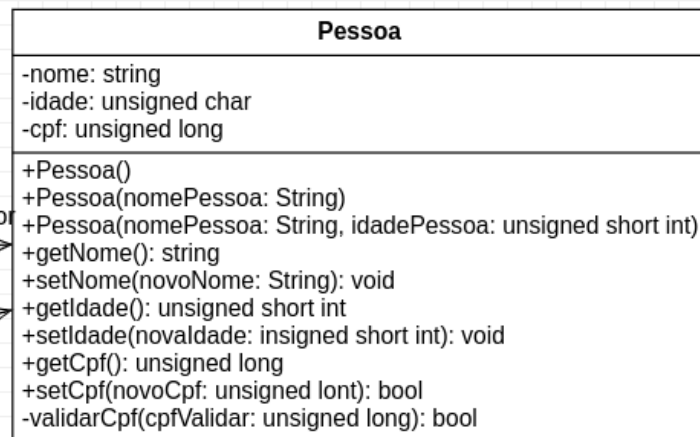 Pessoa
-nome: string
-idade: unsigned char
-cpf: unsigned long
+Pessoa()
+Pessoa(nomePessoa: String)
or
+Pessoa(nomePessoa: String, idadePessoa: unsigned short int)
+getNome(): string
+setNome(novoNome: String): void
+getIdade(): unsigned short int
+setIdade(novaIdade: insigned short int): void
+getCpf(): unsigned long
+setCpf(novoCpf: unsigned lont): bool
-validarCpf(cpfValidar: unsigned long): bool